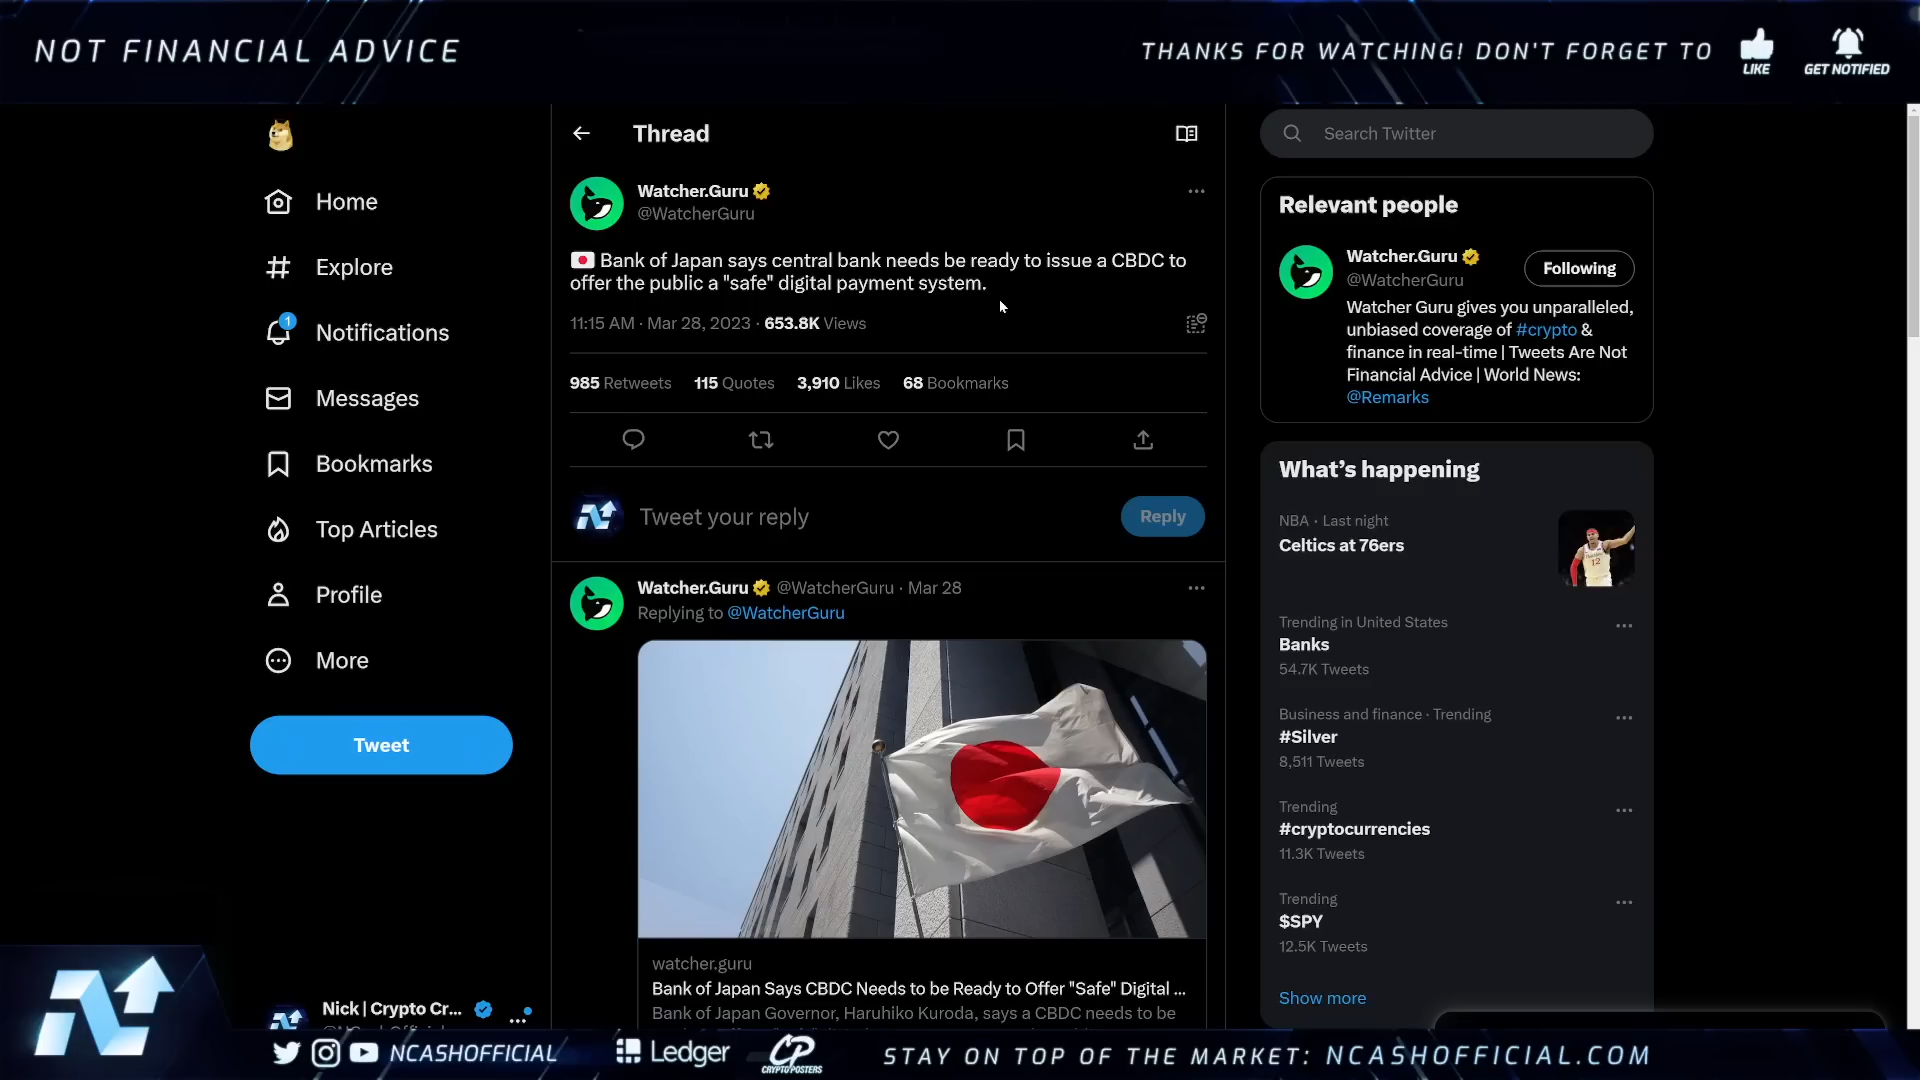 NOT FINANCIAL ADVICE
THANKS FOR WATCHING! DON'T FORGET TO
LIKE
GET NOTIFIED
Home
Explore
1
Notifications
Messages
Bookmarks
Top Articles
Profile
More
Tweet
Nick | Crypto Cr...
Thread
Watcher.Guru
@WatcherGuru
Bank of Japan says central bank needs be ready to issue a CBDC to
offer the public a "safe" digital payment system.
11:15 AM · Mar 28, 2023 · 653.8K Views
985 Retweets 115 Quotes 3,910 Likes 68 Bookmarks
Tweet your reply
Reply
Watcher.Guru @WatcherGuru · Mar 28
Replying to @WatcherGuru
watcher.guru
Bank of Japan Says CBDC Needs to be Ready to Offer "Safe" Digital ...
Bank of Japan Governor, Haruhiko Kuroda, says a CBDC needs to be
Search Twitter
Relevant people
Watcher.Guru
@WatcherGuru
Following
Watcher Guru gives you unparalleled,
unbiased coverage of #crypto &
finance in real-time | Tweets Are Not
Financial Advice | World News:
@Remarks
What's happening
NBA · Last night
Celtics at 76ers
12
Trending in United States
Banks
54.7K Tweets
Business and finance · Trending
#Silver
8,511 Tweets
Trending
#cryptocurrencies
11.3K Tweets
Trending
$SPY
12.5K Tweets
Show more
NCASHOFFICIAL
Ledger
CP
CRYPTOPOSTERS
STAY ON TOP OF THE MARKET: NCASHOFFICIAL.COM